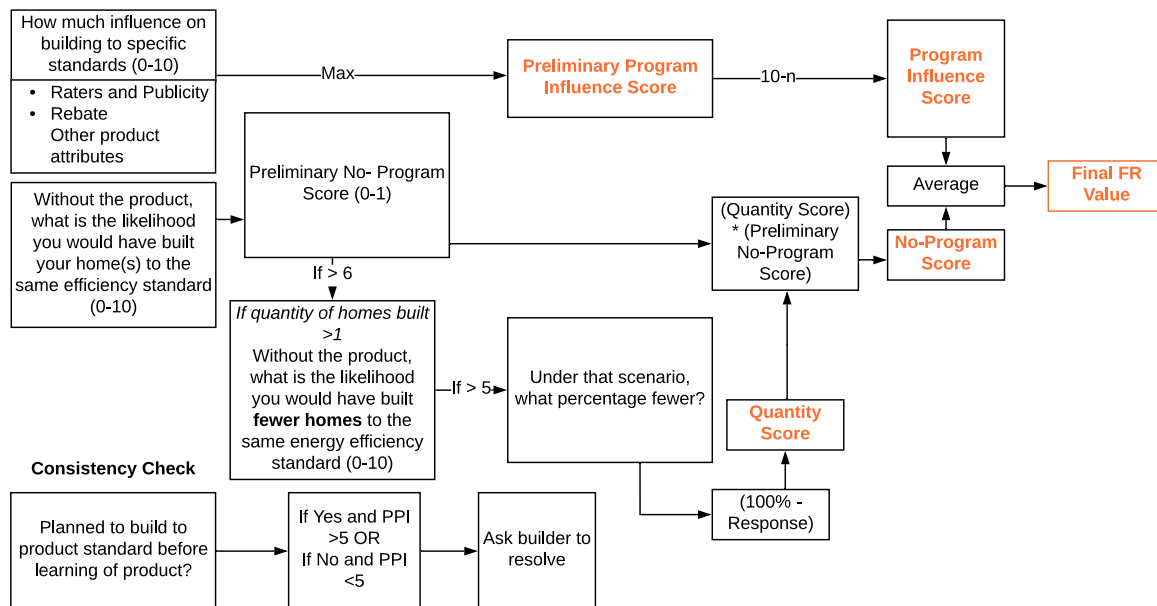 How much influence on
building to specific
standards (0-10)
• Raters and Publicity
• Rebate
Other product
attributes
Max
Preliminary Program
Influence Score
10-n
Program
Influence
Score
Without the product,
what is the likelihood
you would have built
your home(s) to the
same efficiency standard
(0-10)
Preliminary No- Program
Score (0-1)
If > 6
If quantity of homes built
>1
Without the product,
what is the likelihood
you would have built
fewer homes to the
same energy efficiency
standard (0-10)
If > 5
Under that scenario,
what percentage fewer?
(100% -
Response)
Quantity
Score
(Quantity Score)
* (Preliminary
No-Program
Score)
No-Program
Score
Average
Final FR
Value
Consistency Check
Planned to build to
product standard before
learning of product?
If Yes and PPI
>5 OR
If No and PPI
<5
Ask builder to
resolve